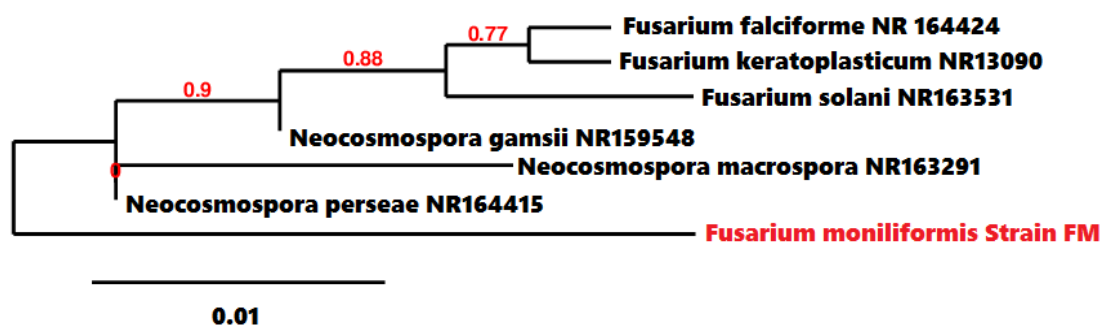 Fusarium falciforme NR 164424
0.77
Fusarium keratoplasticum NR13090
0.88
0.9
Fusarium solani NR163531
Neocosmospora gamsii NR159548
Neocosmospora macrospora NR163291
0
Neocosmospora perseae NR164415
Fusarium moniliformis Strain FM
0.01